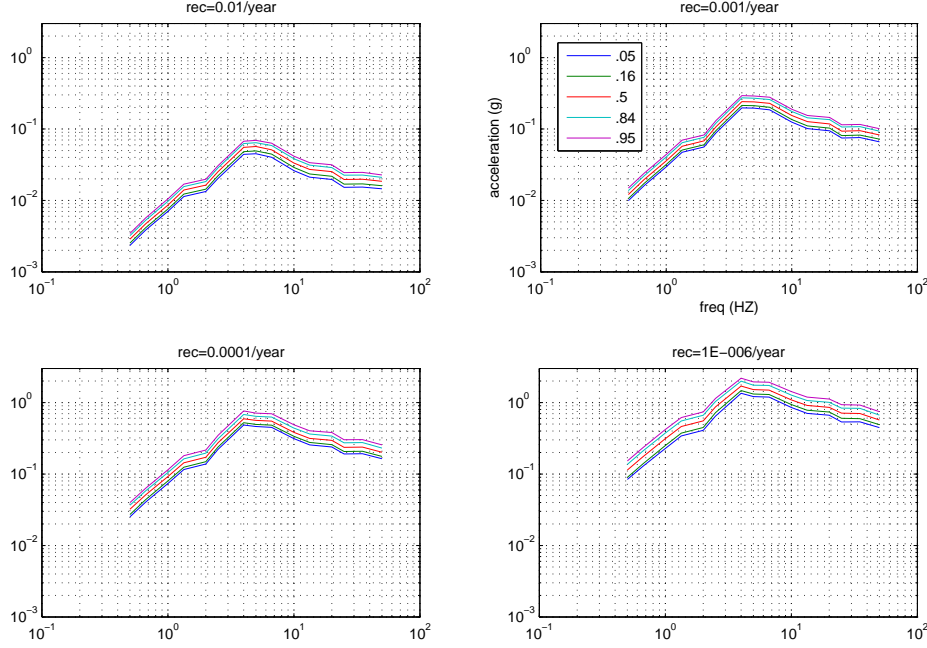 rec=0.01/year
10^0
10^-1
10^-2
10^-3
10^-1 10^0 10^1 10^2
rec=0.001/year
acceleration (g)
10^0
10^-1
10^-2
10^-3
.05
.16
.5
.84
.95
10^-1 10^0 10^1 10^2
freq (HZ)
rec=0.0001/year
10^0
10^-1
10^-2
10^-3
10^-1 10^0 10^1 10^2
rec=1E-006/year
10^0
10^-1
10^-2
10^-3
10^-1 10^0 10^1 10^2